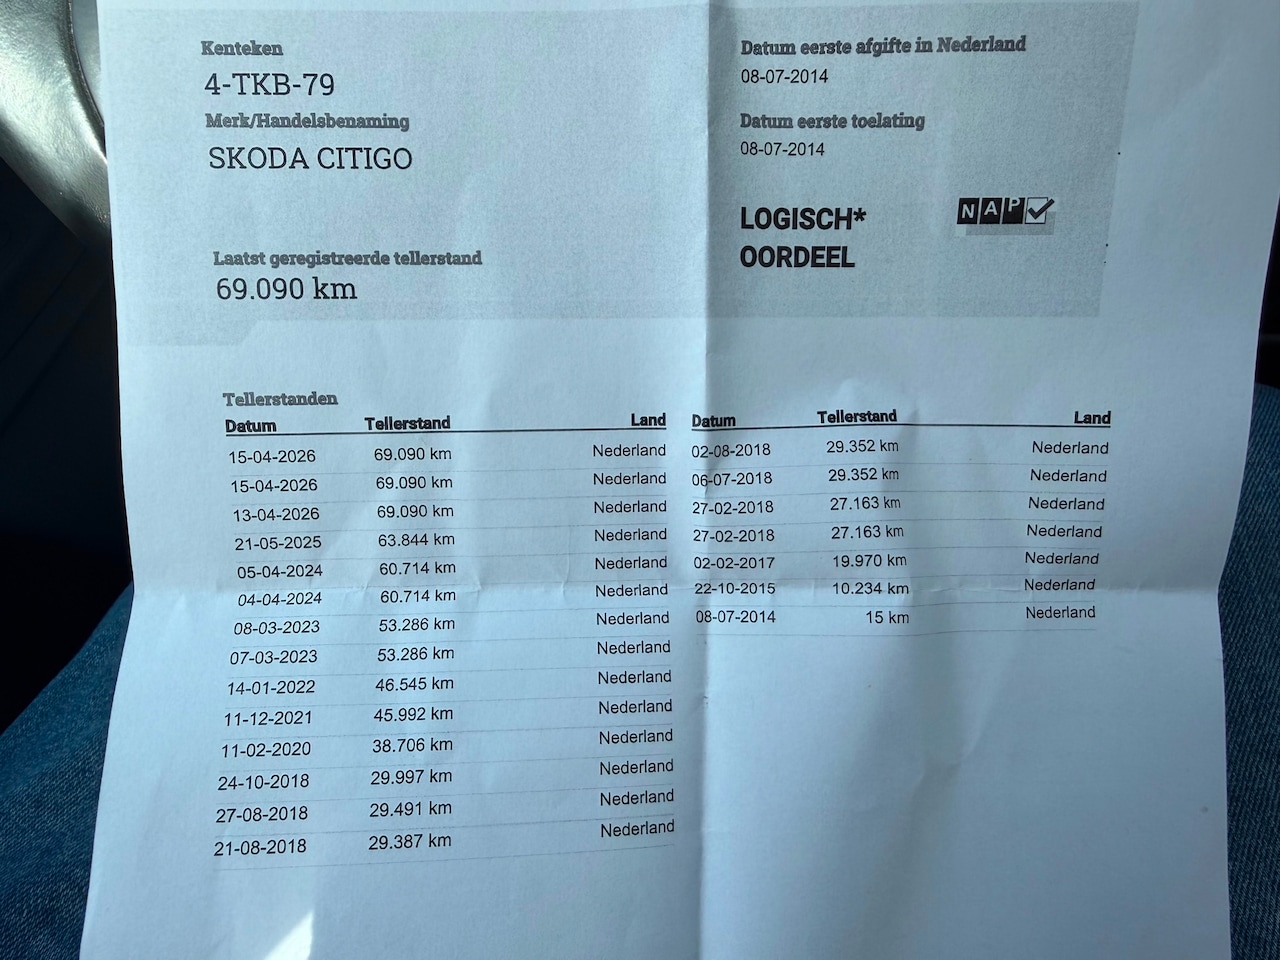 Kenteken
4-TKB-79
Merk/Handelsbenaming
SKODA CITIGO
Laatst geregistreerde tellerstand
69.090 km
Datum eerste afgifte in Nederland
08-07-2014
Datum eerste toelating
08-07-2014
LOGISCH*
OORDEEL
NAP
Tellerstanden
Datum Tellerstand Land
15-04-2026 69.090 km Nederland
15-04-2026 69.090 km Nederland
13-04-2026 69.090 km Nederland
21-05-2025 63.844 km Nederland
05-04-2024 60.714 km Nederland
04-04-2024 60.714 km Nederland
08-03-2023 53.286 km Nederland
07-03-2023 53.286 km Nederland
14-01-2022 46.545 km Nederland
11-12-2021 45.992 km Nederland
11-02-2020 38.706 km Nederland
24-10-2018 29.997 km Nederland
27-08-2018 29.491 km Nederland
21-08-2018 29.387 km Nederland
Datum Tellerstand Land
02-08-2018 29.352 km Nederland
06-07-2018 29.352 km Nederland
27-02-2018 27.163 km Nederland
27-02-2018 27.163 km Nederland
02-02-2017 19.970 km Nederland
22-10-2015 10.234 km Nederland
08-07-2014 15 km Nederland